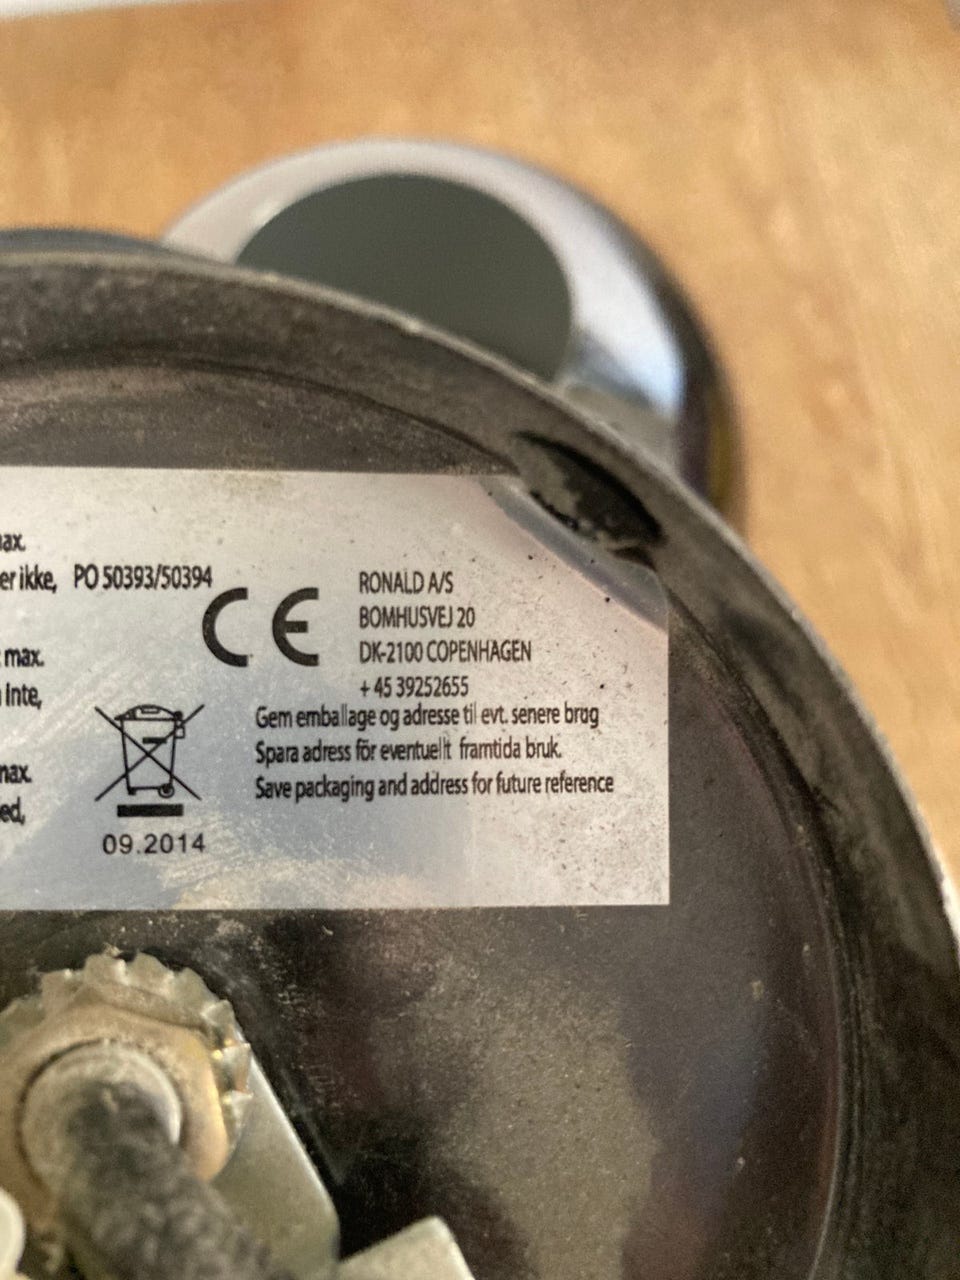 max.
er ikke, PO 50393/50394
CE
RONALD A/S
BOMHUSVEJ 20
DK-2100 COPENHAGEN
+ 45 39252655
max.
Inte,
max.
ed,
Gem emballage og adresse til evt. senere brug
Spara adress för eventuellt framtida bruk.
Save packaging and address for future reference
09.2014